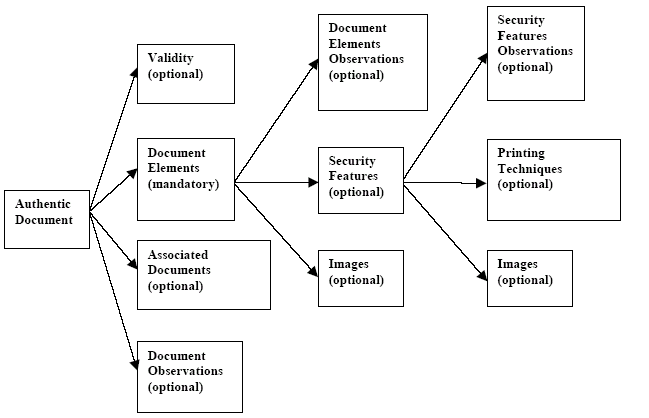 Authentic
Document
Validity
(optional)
Document
Elements
(mandatory)
Associated
Documents
(optional)
Document
Observations
(optional)
Document
Elements
Observations
(optional)
Security
Features
(optional)
Images
(optional)
Security
Features
Observations
(optional)
Printing
Techniques
(optional)
Images
(optional)